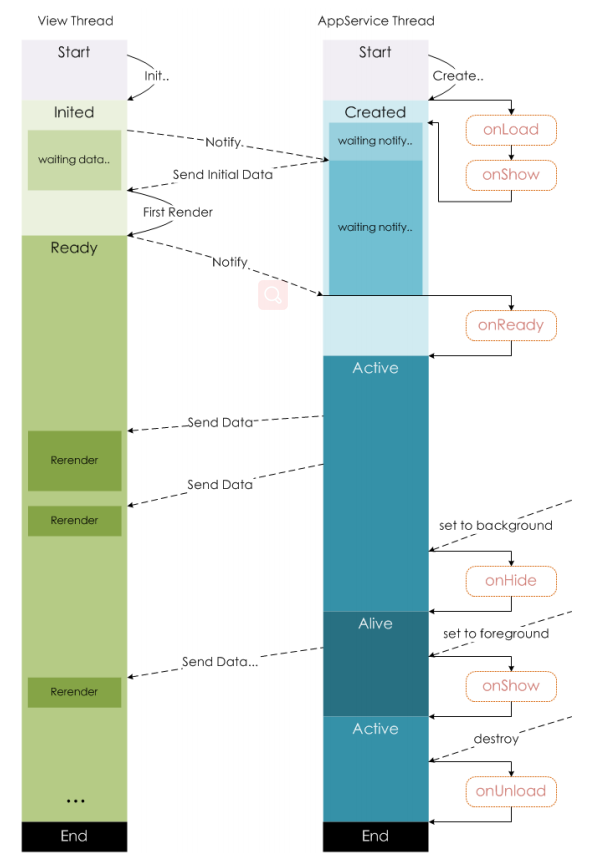 View Thread
AppService Thread
Start
Start
Init..
Create..
Inited
Created
onLoad
waiting data..
waiting notify..
Notify
Send Initial Data
onShow
First Render
waiting notify..
Ready
Notify
onReady
Active
Send Data
Rerender
Send Data
Rerender
set to background
onHide
Alive
set to foreground
Send Data...
Rerender
onShow
Active
destroy
onUnload
...
End
End